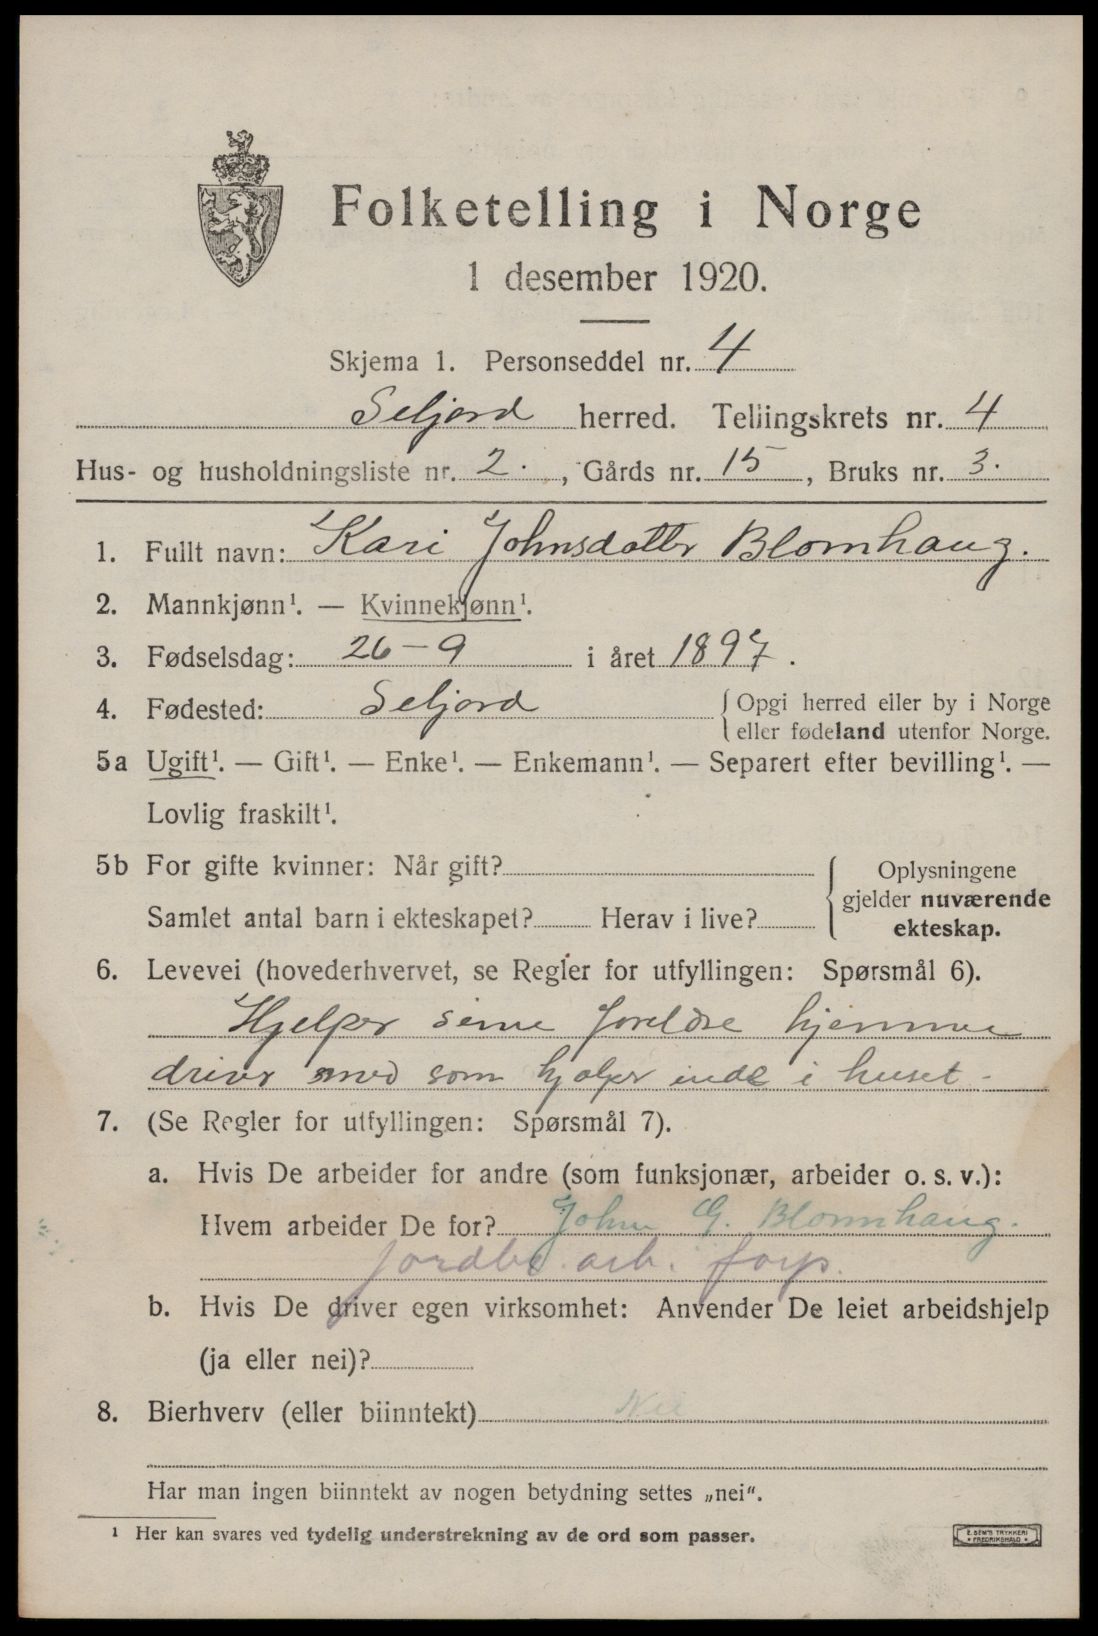 Folketelling i Norge
1 desember 1920.
Skjema 1. Personseddel nr. 4
Seljord herred. Tellingskrets nr. 4
Hus- og husholdningsliste nr. 2. , Gårds nr. 15 , Bruks nr. 3.
1. Fullt navn: Kari Johnsdatter Blomhaug.
2. Mannkjønn¹. — Kvinnekjønn¹.
3. Fødselsdag: 26-9 i året 1897.
4. Fødested: Seljord { Opgi herred eller by i Norge
eller fødeland utenfor Norge.
5a Ugift¹. — Gift¹. — Enke¹. — Enkemann¹. — Separert efter bevilling¹. —
Lovlig fraskilt¹.
5b For gifte kvinner: Når gift?
Samlet antal barn i ekteskapet? Herav i live?
{ Oplysningene
gjelder nuværende
ekteskap.
6. Levevei (hovederhvervet, se Regler for utfyllingen: Spørsmål 6).
Hjelper sine foreldre hjemme
driver med som hjelper inde i huset -
7. (Se Regler for utfyllingen: Spørsmål 7).
a. Hvis De arbeider for andre (som funksjonær, arbeider o. s. v.):
Hvem arbeider De for? John G. Blomhaug.
jordbr. arb. forp.
b. Hvis De driver egen virksomhet: Anvender De leiet arbeidshjelp
(ja eller nei)?
8. Bierhverv (eller biinntekt) Nei
Har man ingen biinntekt av nogen betydning settes „nei“.
¹ Her kan svares ved tydelig understrekning av de ord som passer.
E. SEM'S TRYKKERI
• FREDRIKSHALD •